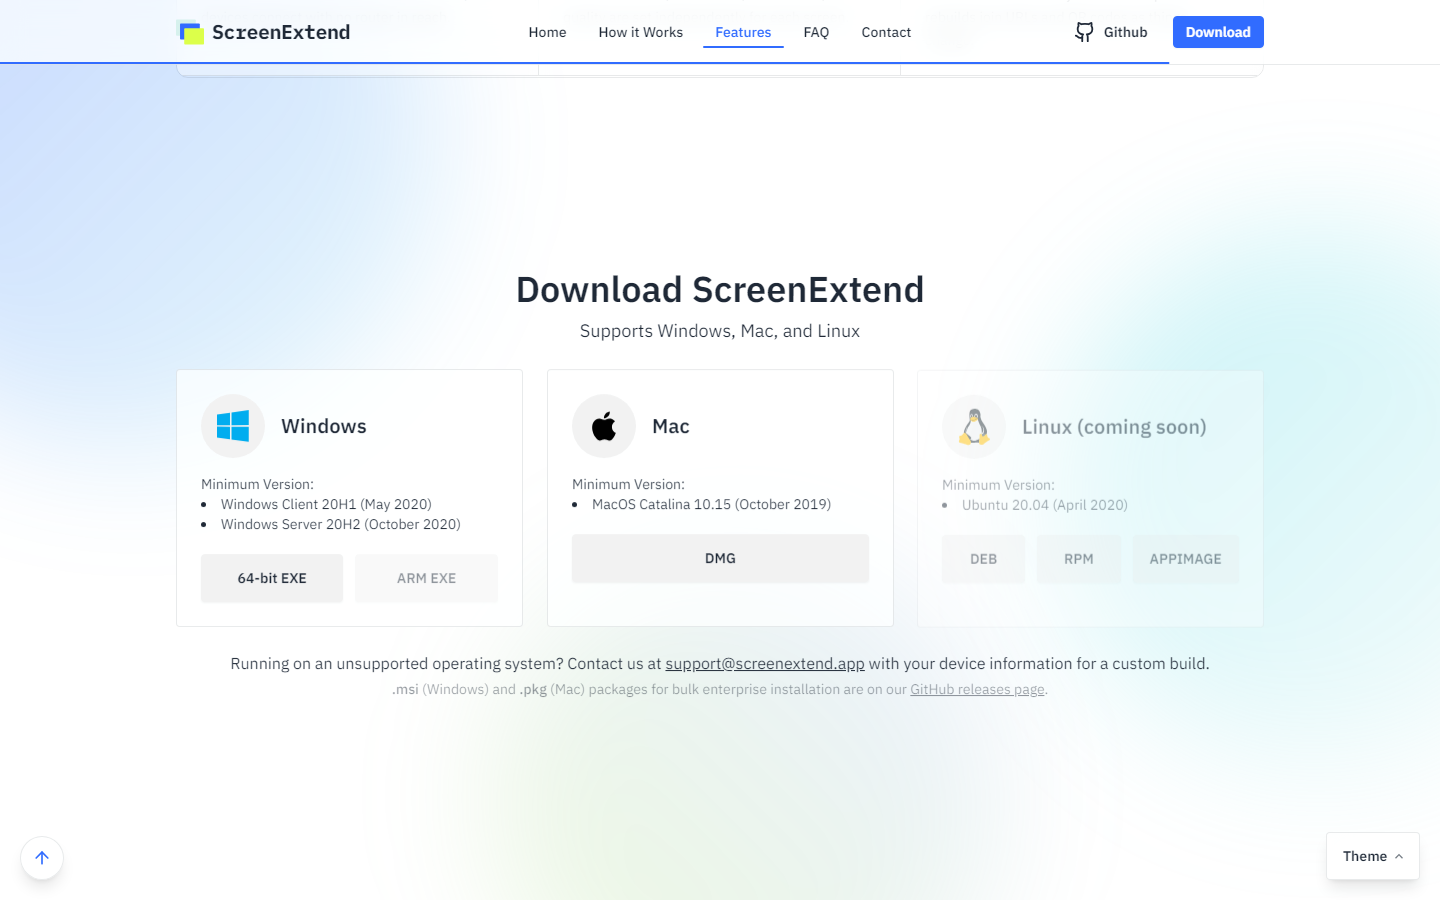 ScreenExtend
Home
How it Works
Features
FAQ
Contact
Github
Download
Download ScreenExtend
Supports Windows, Mac, and Linux
Windows
Minimum Version:
Windows Client 20H1 (May 2020)
Windows Server 20H2 (October 2020)
64-bit EXE
ARM EXE
Mac
Minimum Version:
MacOS Catalina 10.15 (October 2019)
DMG
Linux (coming soon)
Minimum Version:
Ubuntu 20.04 (April 2020)
DEB
RPM
APPIMAGE
Running on an unsupported operating system? Contact us at support@screenextend.app with your device information for a custom build.
.msi (Windows) and .pkg (Mac) packages for bulk enterprise installation are on our GitHub releases page.
Theme